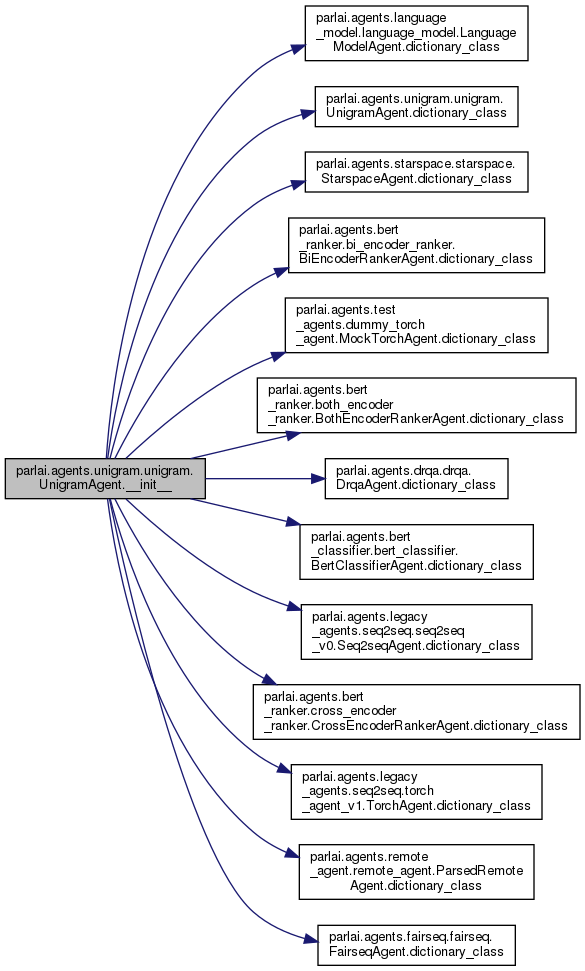 parlai.agents.language
_model.language_model.Language
ModelAgent.dictionary_class
parlai.agents.unigram.unigram.
UnigramAgent.dictionary_class
parlai.agents.starspace.starspace.
StarspaceAgent.dictionary_class
parlai.agents.bert
_ranker.bi_encoder_ranker.
BiEncoderRankerAgent.dictionary_class
parlai.agents.test
_agents.dummy_torch
_agent.MockTorchAgent.dictionary_class
parlai.agents.bert
_ranker.both_encoder
_ranker.BothEncoderRankerAgent.dictionary_class
parlai.agents.unigram.unigram.
UnigramAgent.__init__
parlai.agents.drqa.drqa.
DrqaAgent.dictionary_class
parlai.agents.bert
_classifier.bert_classifier.
BertClassifierAgent.dictionary_class
parlai.agents.legacy
_agents.seq2seq.seq2seq
_v0.Seq2seqAgent.dictionary_class
parlai.agents.bert
_ranker.cross_encoder
_ranker.CrossEncoderRankerAgent.dictionary_class
parlai.agents.legacy
_agents.seq2seq.torch
_agent_v1.TorchAgent.dictionary_class
parlai.agents.remote
_agent.remote_agent.ParsedRemote
Agent.dictionary_class
parlai.agents.fairseq.fairseq.
FairseqAgent.dictionary_class